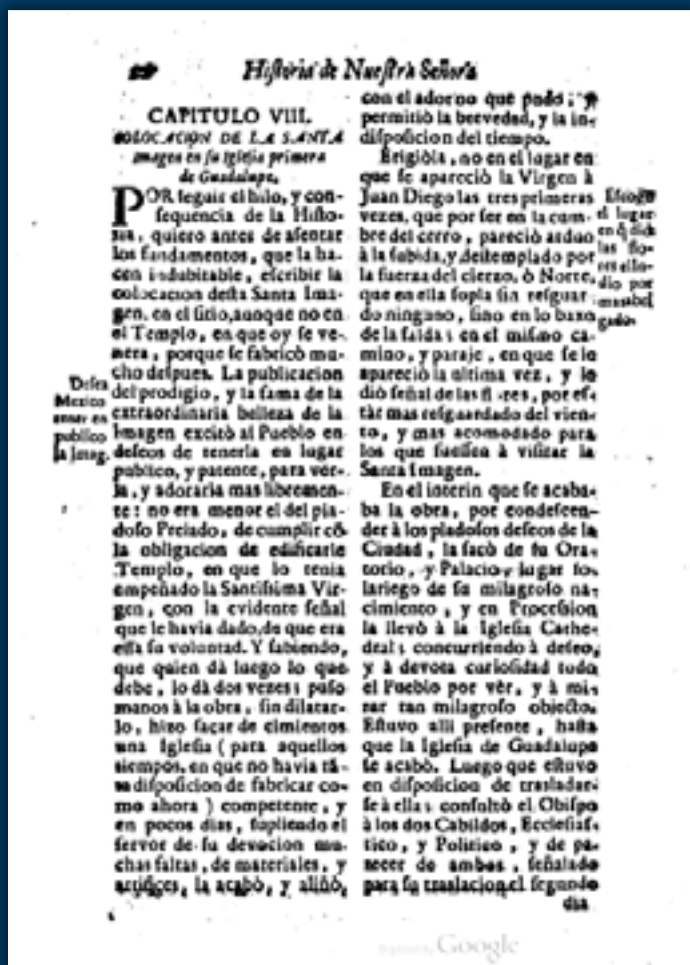 Historia de Nuestra Señora
CAPITULO VIII.
COLOCACION DE LA SANTA
Imagen en su Iglesia primera
de Guadalupe.
POR seguir el hilo, y con-
sequencia de la Histo-
ria, quiero antes de asentar
los fundamentos, que la ha-
cen indubitable, escribir la
colocacion desta Santa Ima-
gen, en el sitio, aunque no en
el Templo, en que oy se ve-
nera, porque se fabricò mu-
cho despues. La publicacion
del prodigio, y la fama de la
extraordinaria belleza de la
Imagen excitò al Pueblo en
deseos de tenerla en lugar
publico, y patente, para ver-
la, y adorarla mas libremen-
te: no era menor el del pia-
doso Prelado, de cumplir cõ
la obligacion de edificarle
Templo, en que lo tenia
empeñado la Santissima Vir-
gen, con la evidente señal
que le havia dado, de que era
essa su voluntad. Y sabiendo,
que quien dà luego lo que
debe, lo dà dos vezes; puso
manos à la obra, sin dilatar-
lo, hizo sacar de cimientos
una Iglesia (para aquellos
tiempos, en que no havia tã-
ta disposicion de fabricar co-
mo ahora) competente, y
en pocos dias, supliendo el
fervor de su devocion mu-
chas faltas, de materiales, y
artifices, la acabò, y aliñò,
Desea
Mexico
tener en
publico
la Imag.
con el adorno que pudo, y
permitiò la brevedad, y la in-
disposicion del tiempo.
Erigiòla, no en el lugar en
que se apareciò la Virgen à
Juan Diego las tres primeras
vezes, que por ser en la cum-
bre del cerro, pareciò arduo
à la subida, y destemplado por
la fuerza del cierzo, ò Norte,
que en ella sopla sin resguar-
do ninguno, sino en lo baxo
de la falda; en el mismo ca-
mino, y paraje, en que se le
apareciò la ultima vez, y le
diò señal de las flores, por es-
tàr mas resguardado del vien-
to, y mas acomodado para
los que fuessen à visitar la
Santa Imagen.
En el interin que se acaba-
ba la obra, por condescen-
der à los piadosos deseos de la
Ciudad, la sacò de su Ora-
torio, y Palacio, lugar so-
lariego de su milagroso na-
cimiento, y en Procession
la llevò à la Iglesia Cathe-
dral; concurriendo à deseo,
y à devota curiosidad todo
el Pueblo por vèr, y à mi-
rar tan milagroso objecto.
Estuvo alli presente, hasta
que la Iglesia de Guadalupe
se acabò. Luego que estuvo
en disposicion de trasladar-
se à ella; consultò el Obispo
à los dos Cabildos, Ecclesias-
tico, y Politico, y de pa-
recer de ambos, señalado
para su traslacion el segundo
dia
el lugar
las flo-
dio por
Google